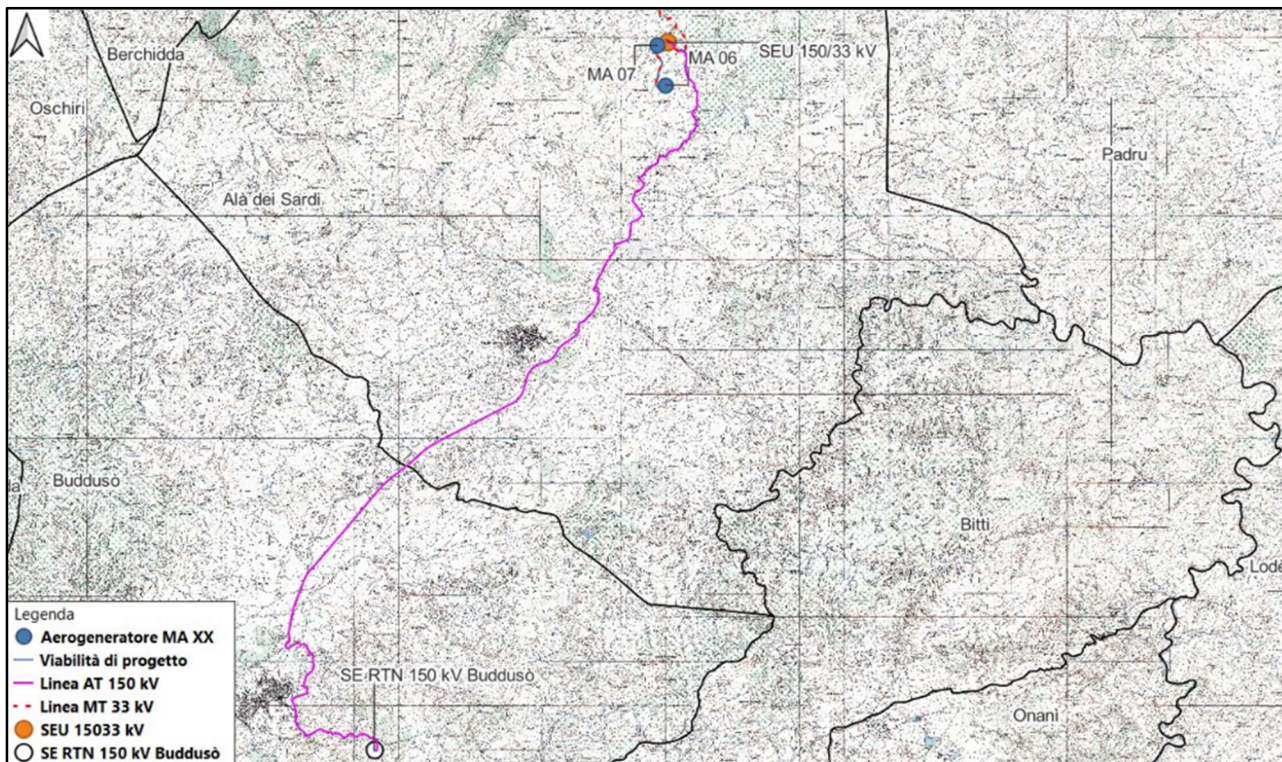 Berchidda
SEU 150/33 kV
MA 06
MA 07
Oschiri
Padru
Alà dei Sardi
Buddusò
Bitti
Lodè
Legenda
Aerogeneratore MA XX
Viabilità di progetto
Linea AT 150 kV
Linea MT 33 kV
SEU 15033 kV
SE RTN 150 kV Buddusò
SE RTN 150 kV Buddusò
Onanì